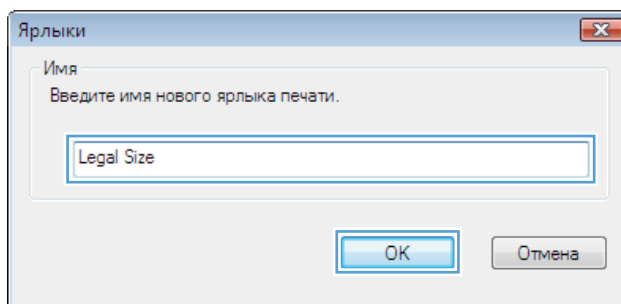 Ярлыки
Имя
Введите имя нового ярлыка печати.
Legal Size
OK
Отмена